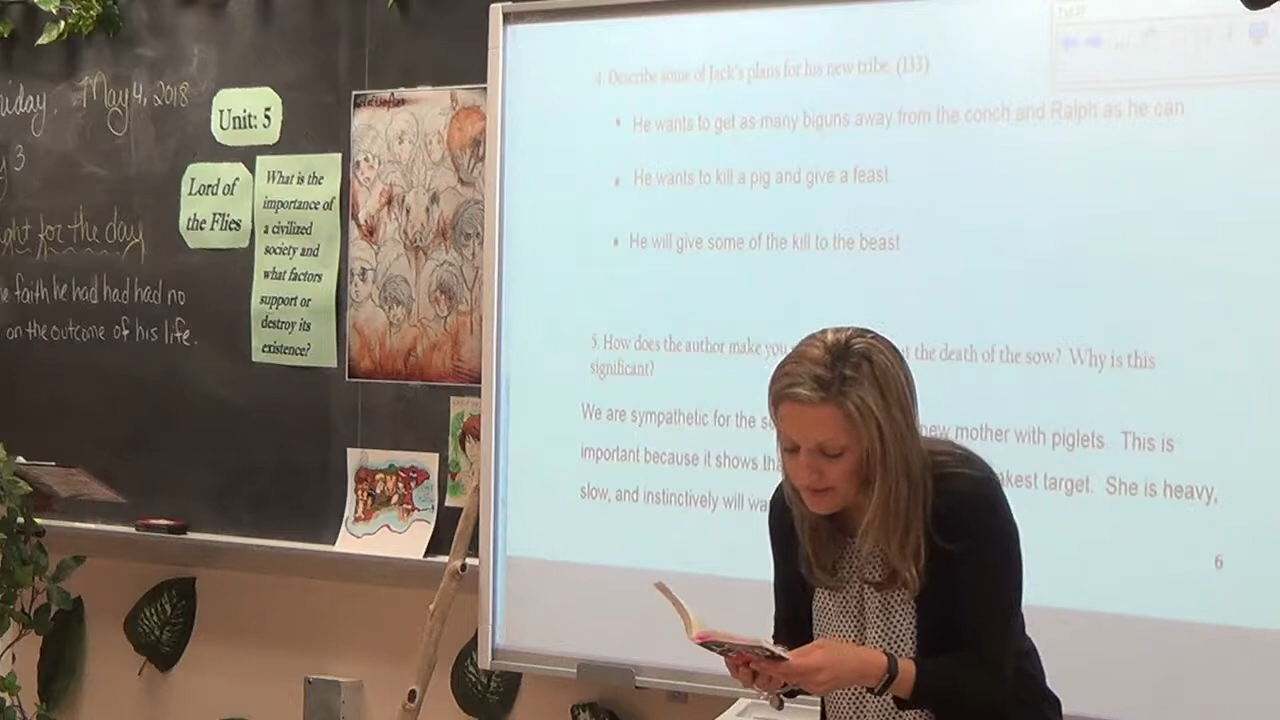 May 4, 2018
3
for the day
faith he had had had no
on the outcome of his life.
Unit: 5
Lord of
the Flies
What is the
importance of
a civilized
society and
what factors
support or
destroy its
existence?
4. Describe some of Jack's plans for his new tribe. (133)
• He wants to get as many biguns away from the conch and Ralph as he can
• He wants to kill a pig and give a feast
• He will give some of the kill to the beast
5. How does the author make you the death of the sow? Why is this
significant?
We are sympathetic for the new mother with piglets. This is
important because it shows target. She is heavy,
slow, and instinctively will
6